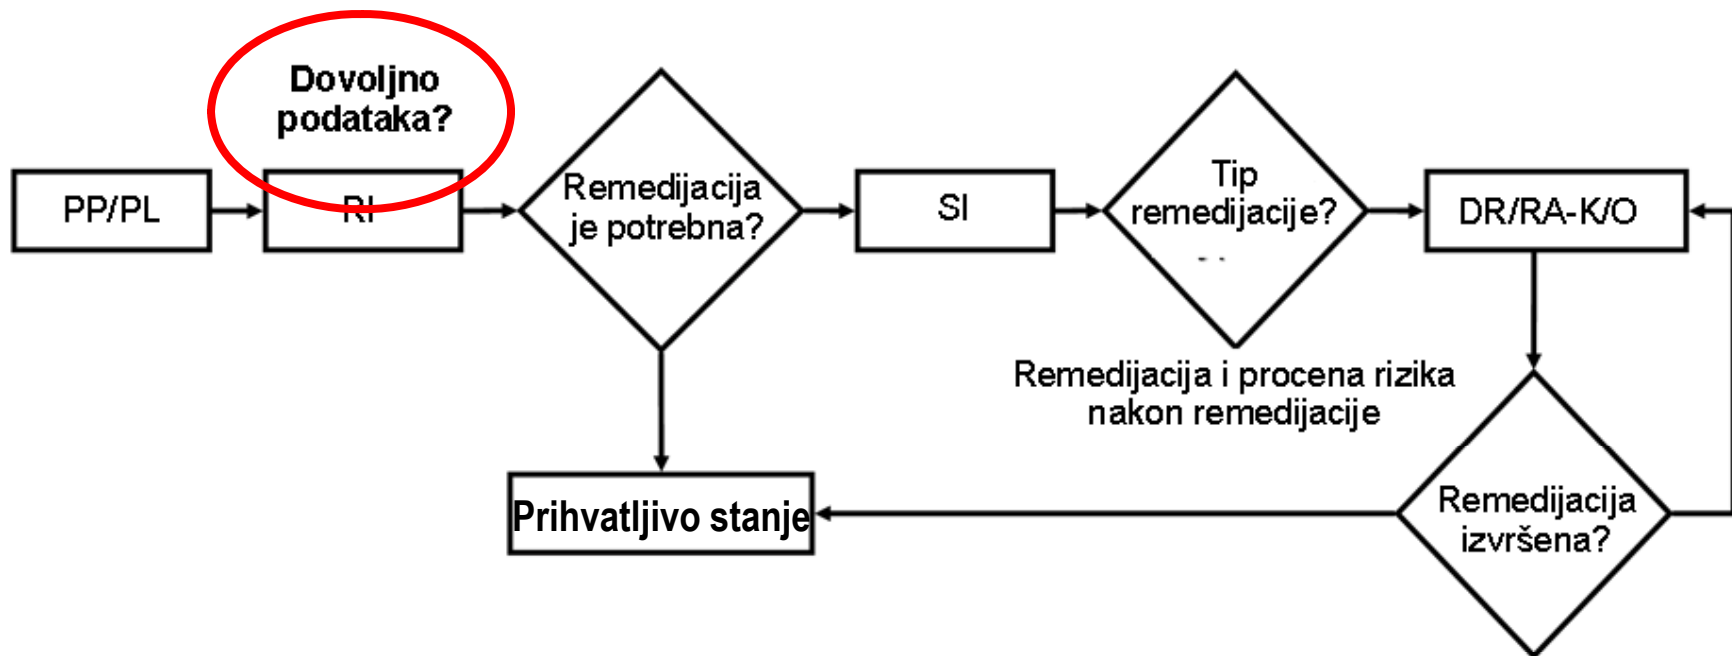 Dovoljno
podataka?
PP/PL
RI
Remedijacija
je potrebna?
SI
Tip
remedijacije?
DR/RA-K/O
Remedijacija i procena rizika
nakon remedijacije
Prihvatljivo stanje
Remedijacija
izvršena?